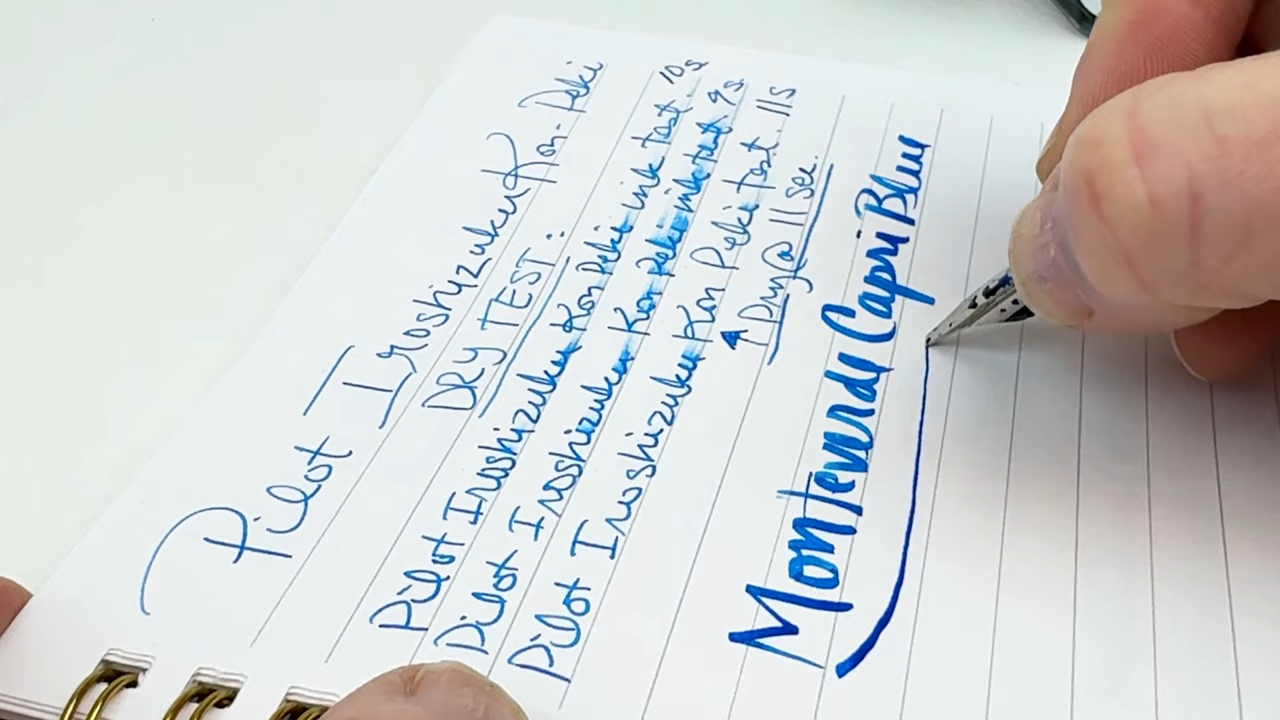 Pilot Iroshizuku Kon-Peki
DRY TEST:
Pilot Iroshizuku Kon Peki ink test. 10s
Pilot Iroshizuku Kon Peki ink test. 9s
Pilot Iroshizuku Kon Peki test. 11s
Dry @ 11 sec.
Monteverde Capri Blue